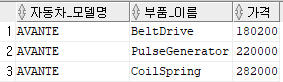 자동차_모델명 부품_이름 가격
1 AVANTE BeltDrive 180200
2 AVANTE PulseGenerator 220000
3 AVANTE CoilSpring 282000